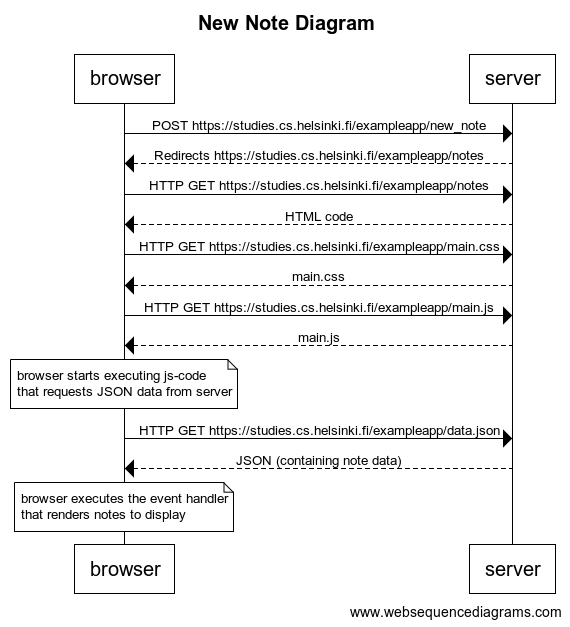 New Note Diagram
browser
server
POST https://studies.cs.helsinki.fi/exampleapp/new_note
Redirects https://studies.cs.helsinki.fi/exampleapp/notes
HTTP GET https://studies.cs.helsinki.fi/exampleapp/notes
HTML code
HTTP GET https://studies.cs.helsinki.fi/exampleapp/main.css
main.css
HTTP GET https://studies.cs.helsinki.fi/exampleapp/main.js
main.js
browser starts executing js-code
that requests JSON data from server
HTTP GET https://studies.cs.helsinki.fi/exampleapp/data.json
JSON (containing note data)
browser executes the event handler
that renders notes to display
browser
server
www.websequencediagrams.com